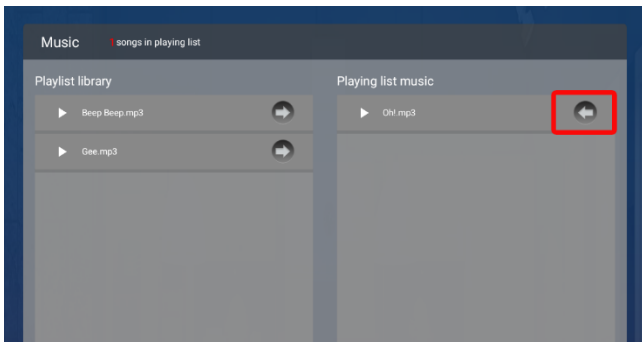 Music
songs in playing list
Playlist library
Playing list music
Beep Beep.mp3
Oh!.mp3
Gee.mp3